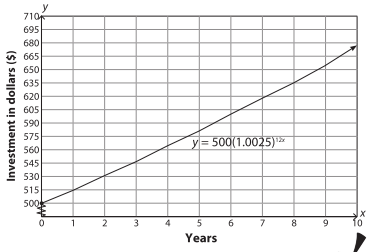 y
710
695
680
665
650
635
620
605
590
575
560
545
530
515
500
Investment in dollars ($)
y = 500(1.0025)¹²ˣ
0 1 2 3 4 5 6 7 8 9 10
x
Years